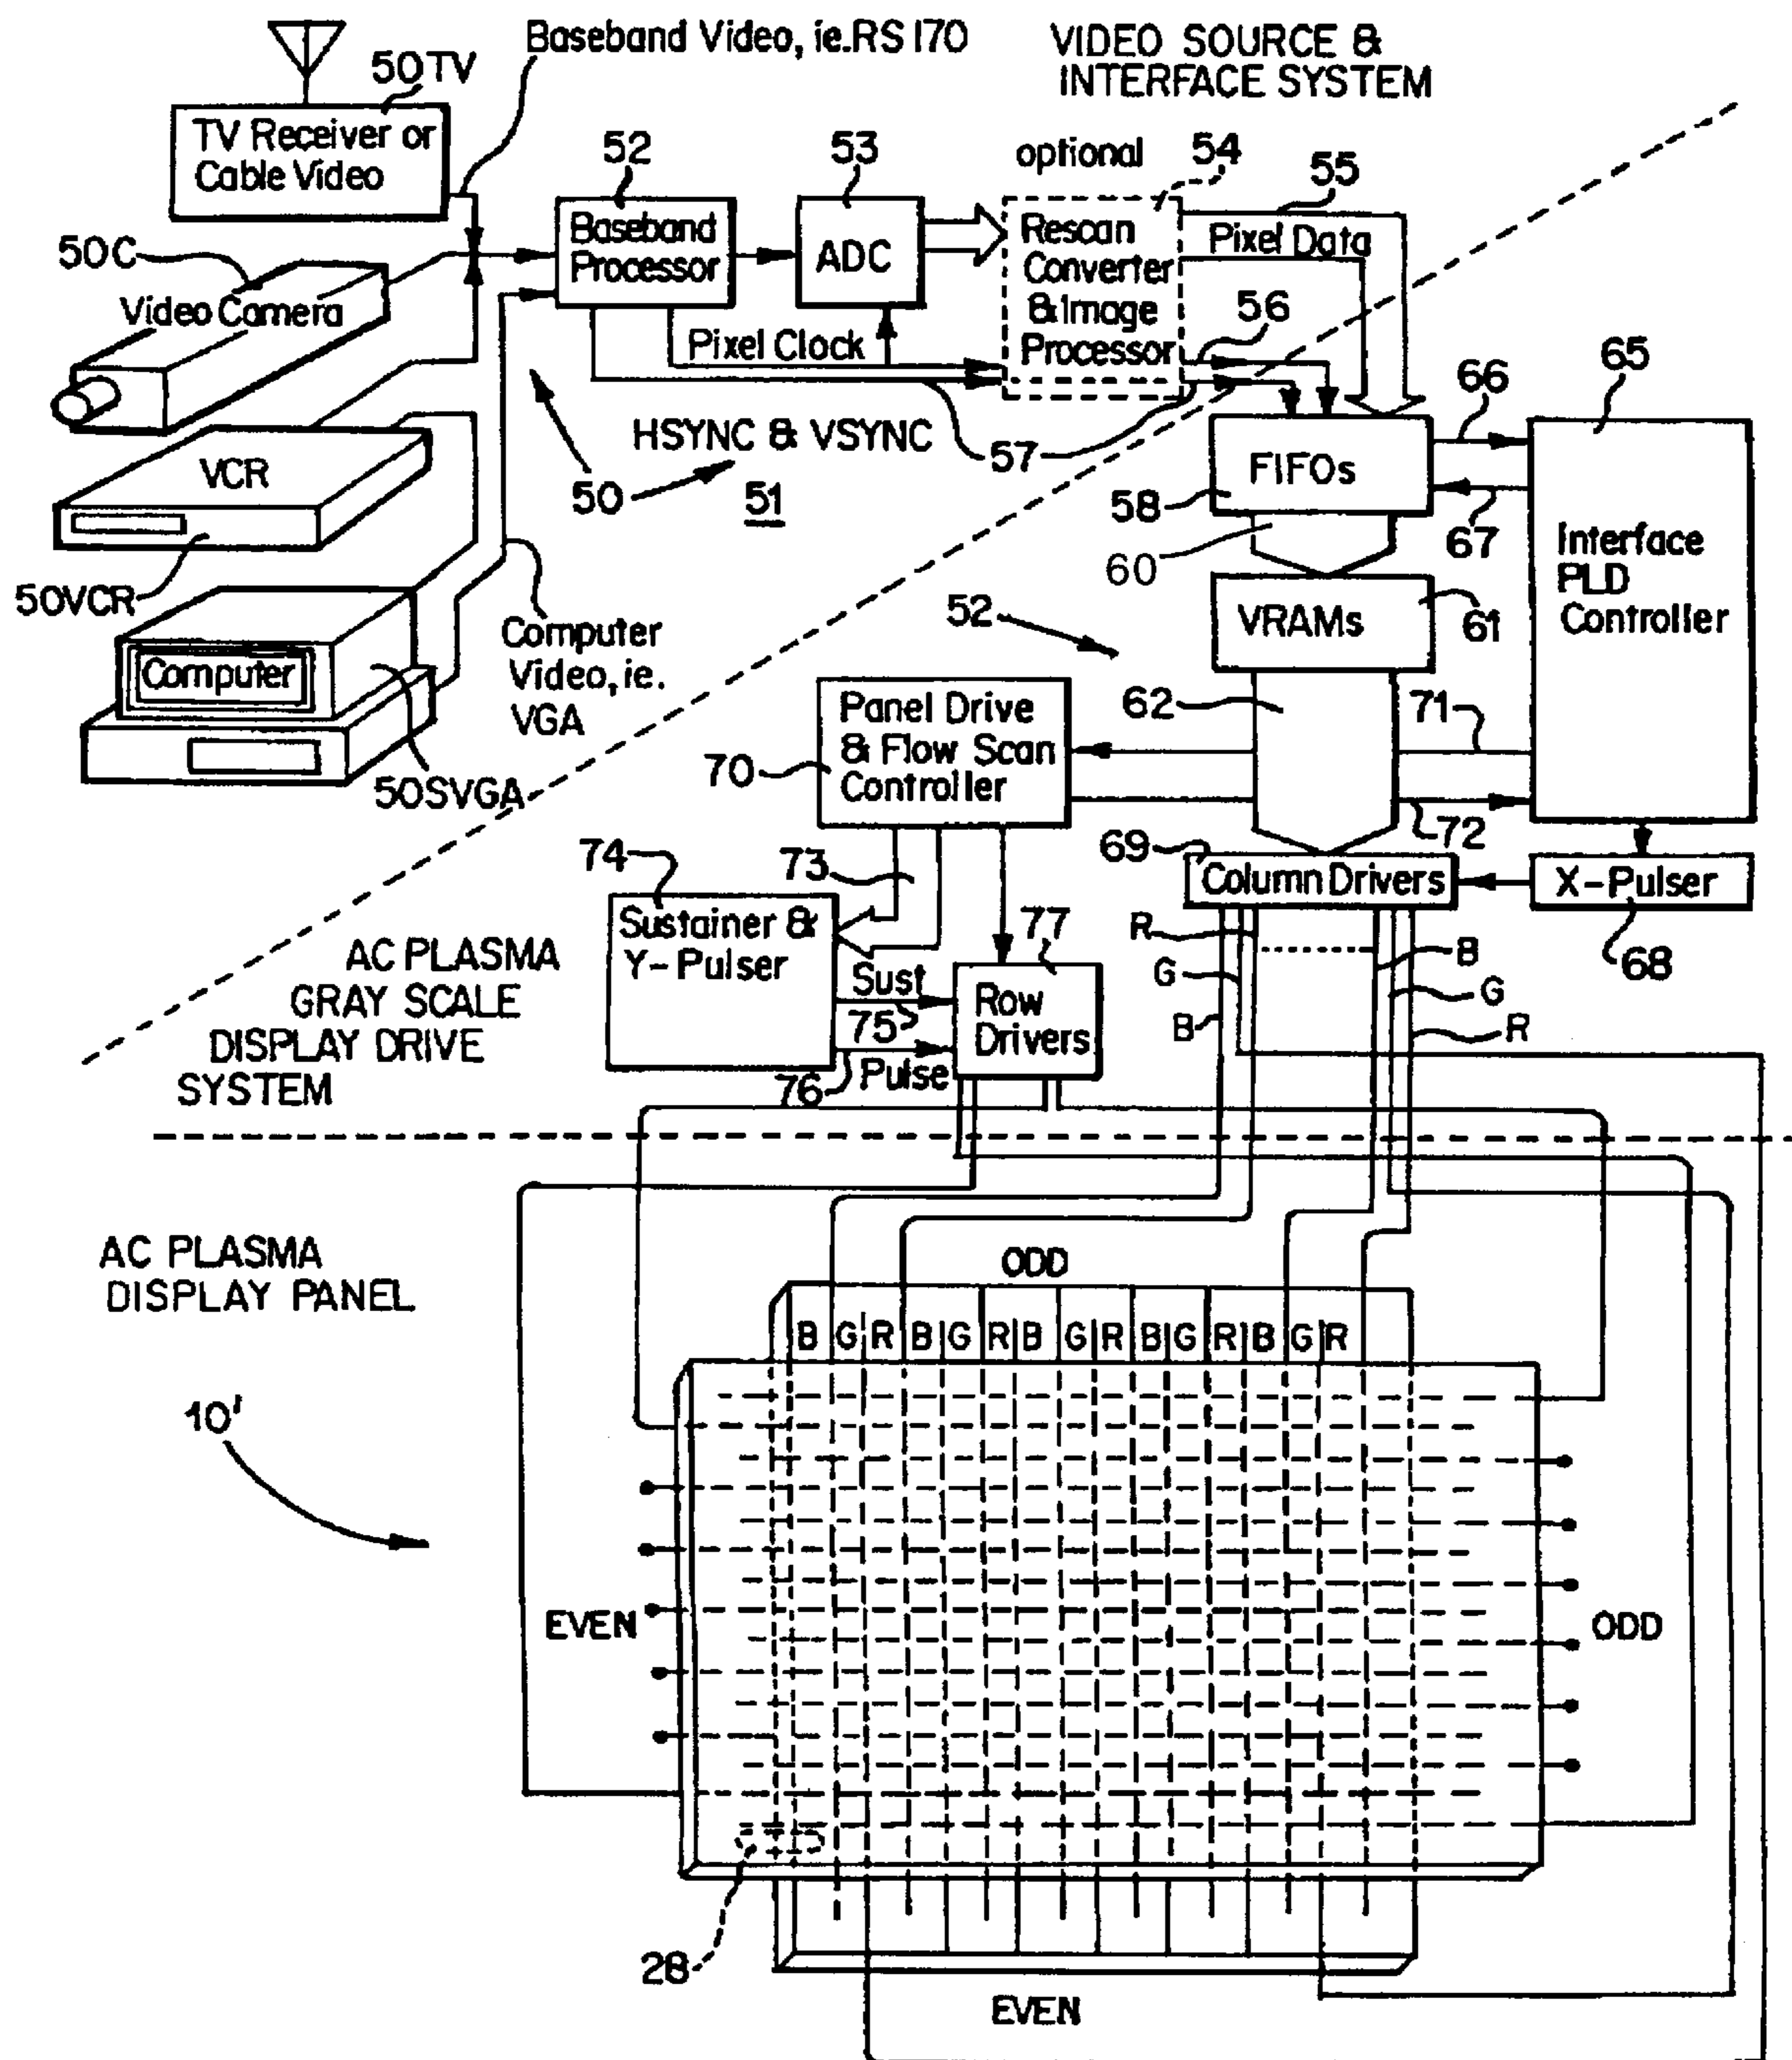 Baseband Video, ie.RS 170
VIDEO SOURCE &
INTERFACE SYSTEM
50TV
TV Receiver or
Cable Video
52
53
optional
54
55
Baseband
Processor
ADC
Rescan
Converter
& Image
Processor
Pixel Data
50C
Video Camera
Pixel Clock
56
HSYNC & VSYNC
57
50
51
VCR
50VCR
Computer
50SVGA
Computer
Video, ie.
VGA
FIFOs
58
66
67
65
Interface
PLD
Controller
60
VRAMs
61
52
62
71
72
Panel Drive
& Flow Scan
Controller
70
69
Column Drivers
X-Pulser
68
74
73
Sustainer &
Y-Pulser
77
Sust
75
Row
Drivers
76
Pulse
R
G
B
B
G
R
AC PLASMA
GRAY SCALE
DISPLAY DRIVE
SYSTEM
AC PLASMA
DISPLAY PANEL
ODD
B G R B G R B G R B G R B G R
10'
EVEN
ODD
28
EVEN